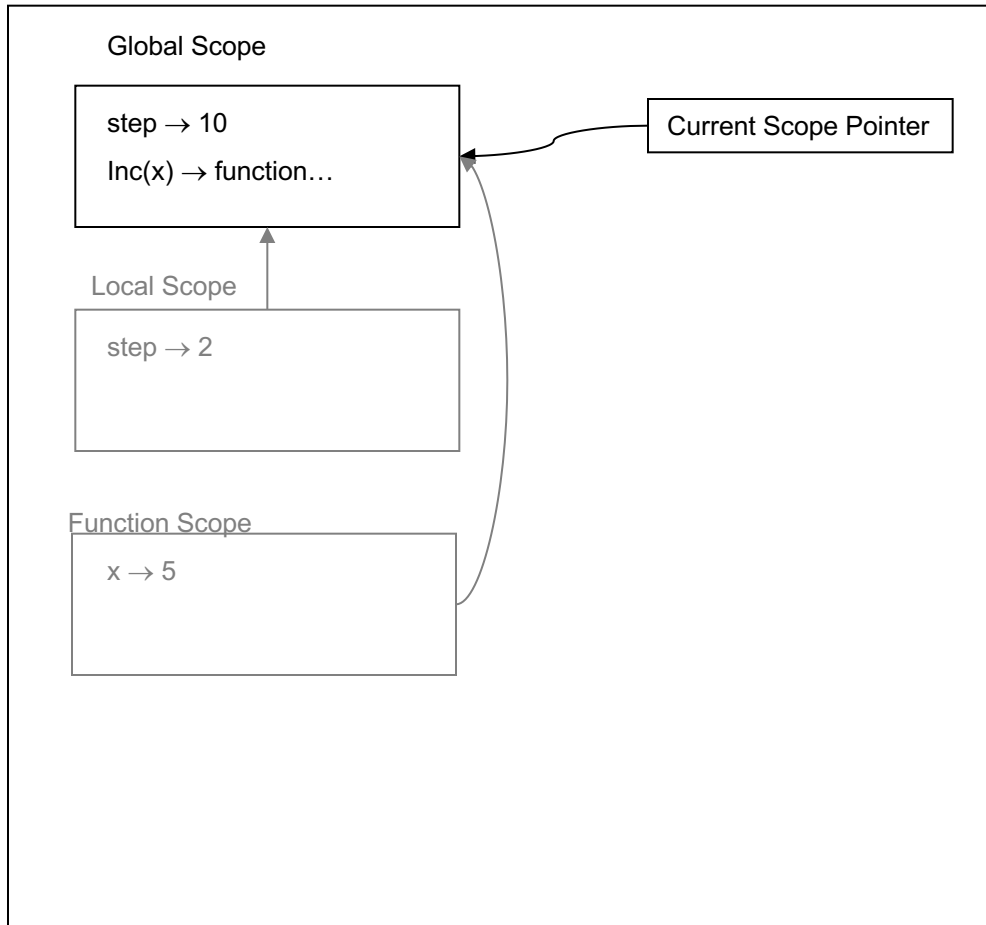 Global Scope
step → 10
Inc(x) → function…
Current Scope Pointer
Local Scope
step → 2
Function Scope
x → 5